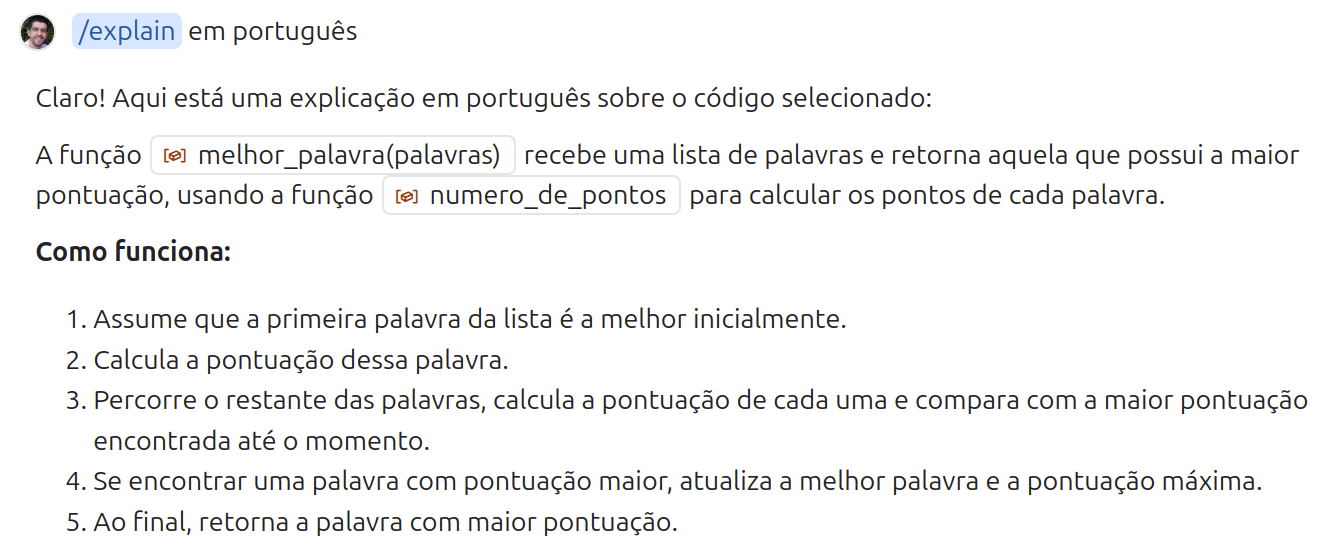 /explain em português
Claro! Aqui está uma explicação em português sobre o código selecionado:
A função melhor_palavra(palavras) recebe uma lista de palavras e retorna aquela que possui a maior
pontuação, usando a função numero_de_pontos para calcular os pontos de cada palavra.
Como funciona:
1. Assume que a primeira palavra da lista é a melhor inicialmente.
2. Calcula a pontuação dessa palavra.
3. Percorre o restante das palavras, calcula a pontuação de cada uma e compara com a maior pontuação
encontrada até o momento.
4. Se encontrar uma palavra com pontuação maior, atualiza a melhor palavra e a pontuação máxima.
5. Ao final, retorna a palavra com maior pontuação.